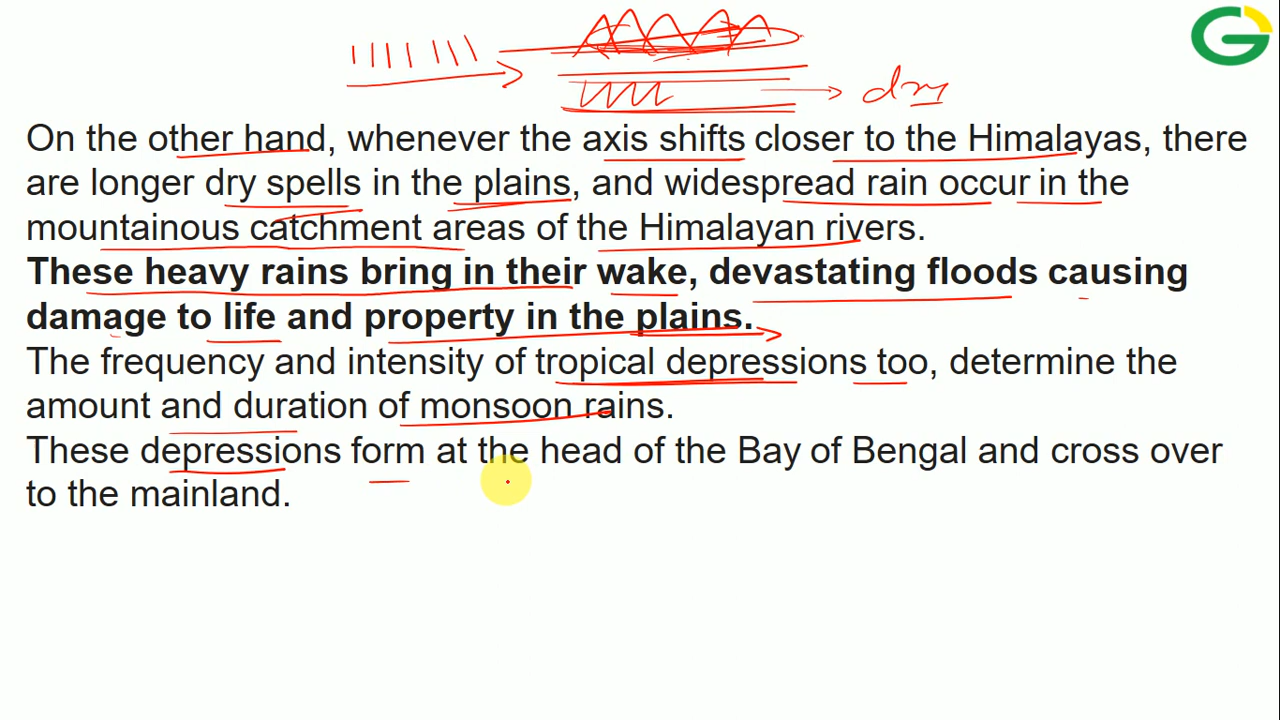 dry
On the other hand, whenever the axis shifts closer to the Himalayas, there
are longer dry spells in the plains, and widespread rain occur in the
mountainous catchment areas of the Himalayan rivers.
These heavy rains bring in their wake, devastating floods causing
damage to life and property in the plains.
The frequency and intensity of tropical depressions too, determine the
amount and duration of monsoon rains.
These depressions form at the head of the Bay of Bengal and cross over
to the mainland.